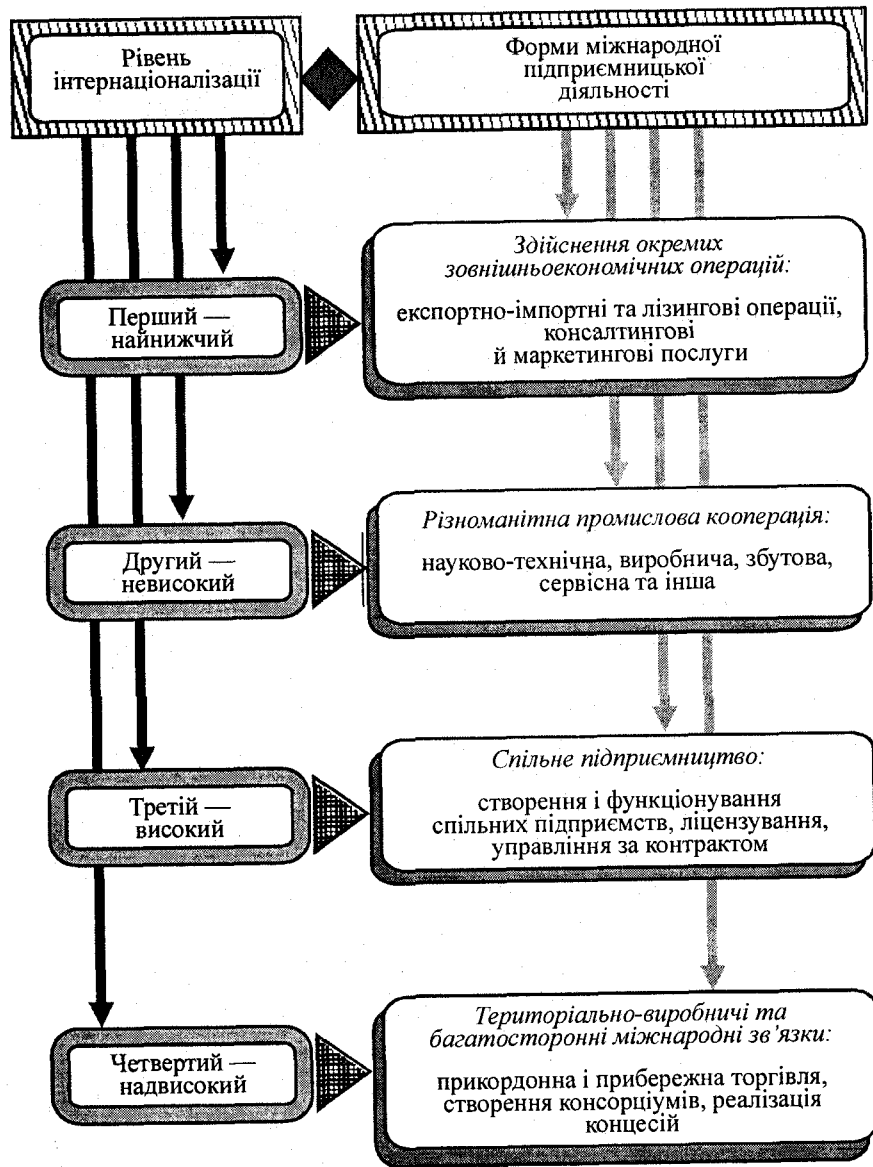 Рівень
інтернаціоналізації
Форми міжнародної
підприємницької
діяльності
Перший —
найнижчий
Здійснення окремих
зовнішньоекономічних операцій:
експортно-імпортні та лізингові операції,
консалтингові
й маркетингові послуги
Другий —
невисокий
Різноманітна промислова кооперація:
науково-технічна, виробнича, збутова,
сервісна та інша
Третій —
високий
Спільне підприємництво:
створення і функціонування
спільних підприємств, ліцензування,
управління за контрактом
Четвертий —
надвисокий
Територіально-виробничі та
багатосторонні міжнародні зв’язки:
прикордонна і прибережна торгівля,
створення консорціумів, реалізація
концесій